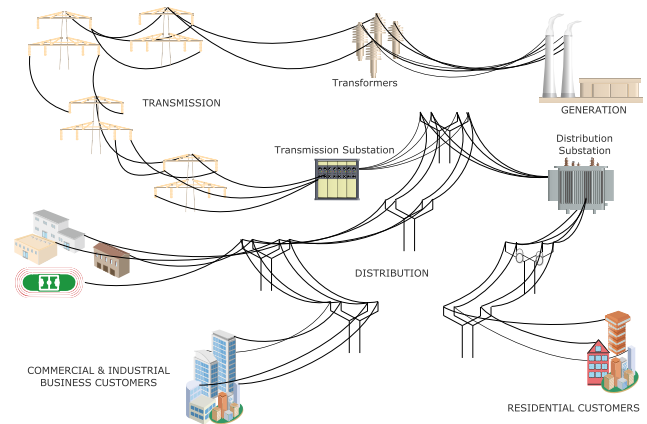 Transformers
TRANSMISSION
GENERATION
Transmission Substation
Distribution
Substation
DISTRIBUTION
COMMERCIAL & INDUSTRIAL
BUSINESS CUSTOMERS
RESIDENTIAL CUSTOMERS